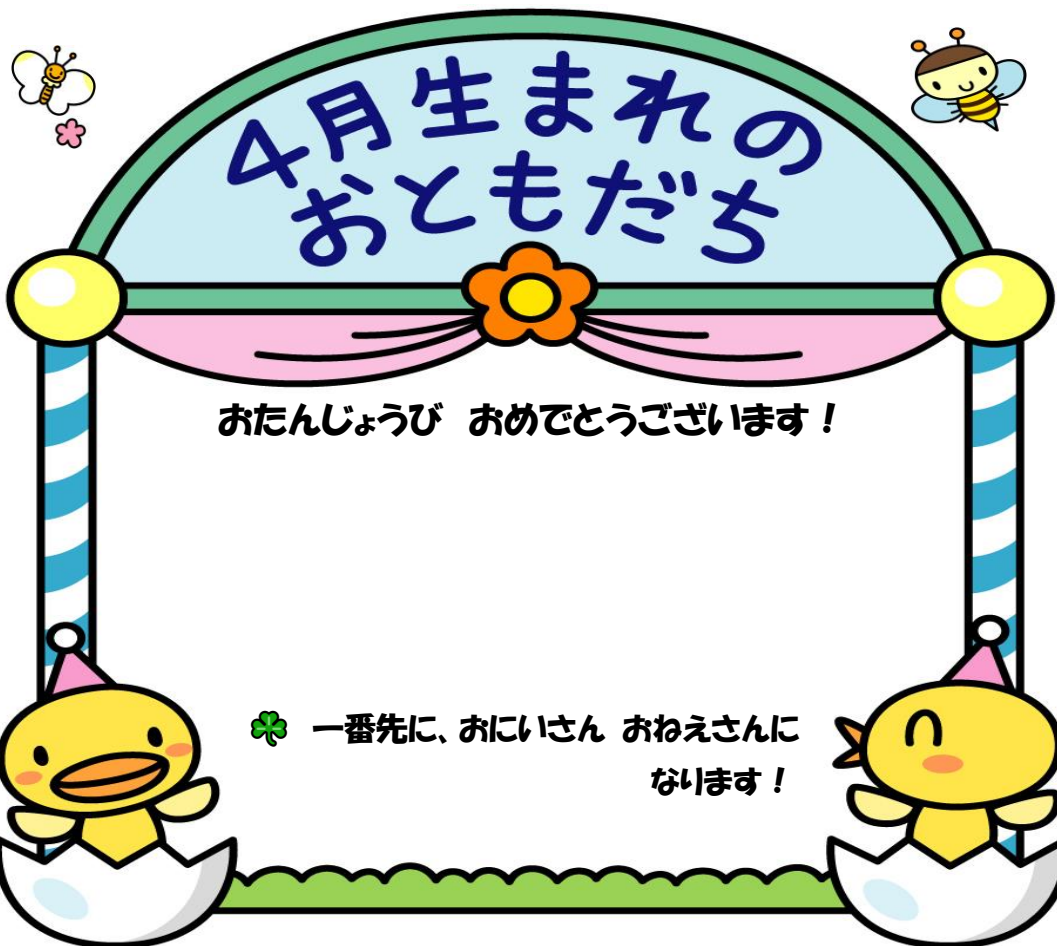 4月生まれの
おともだち
おたんじょうび　おめでとうございます！
一番先に、おにいさん おねえさんに
なります！